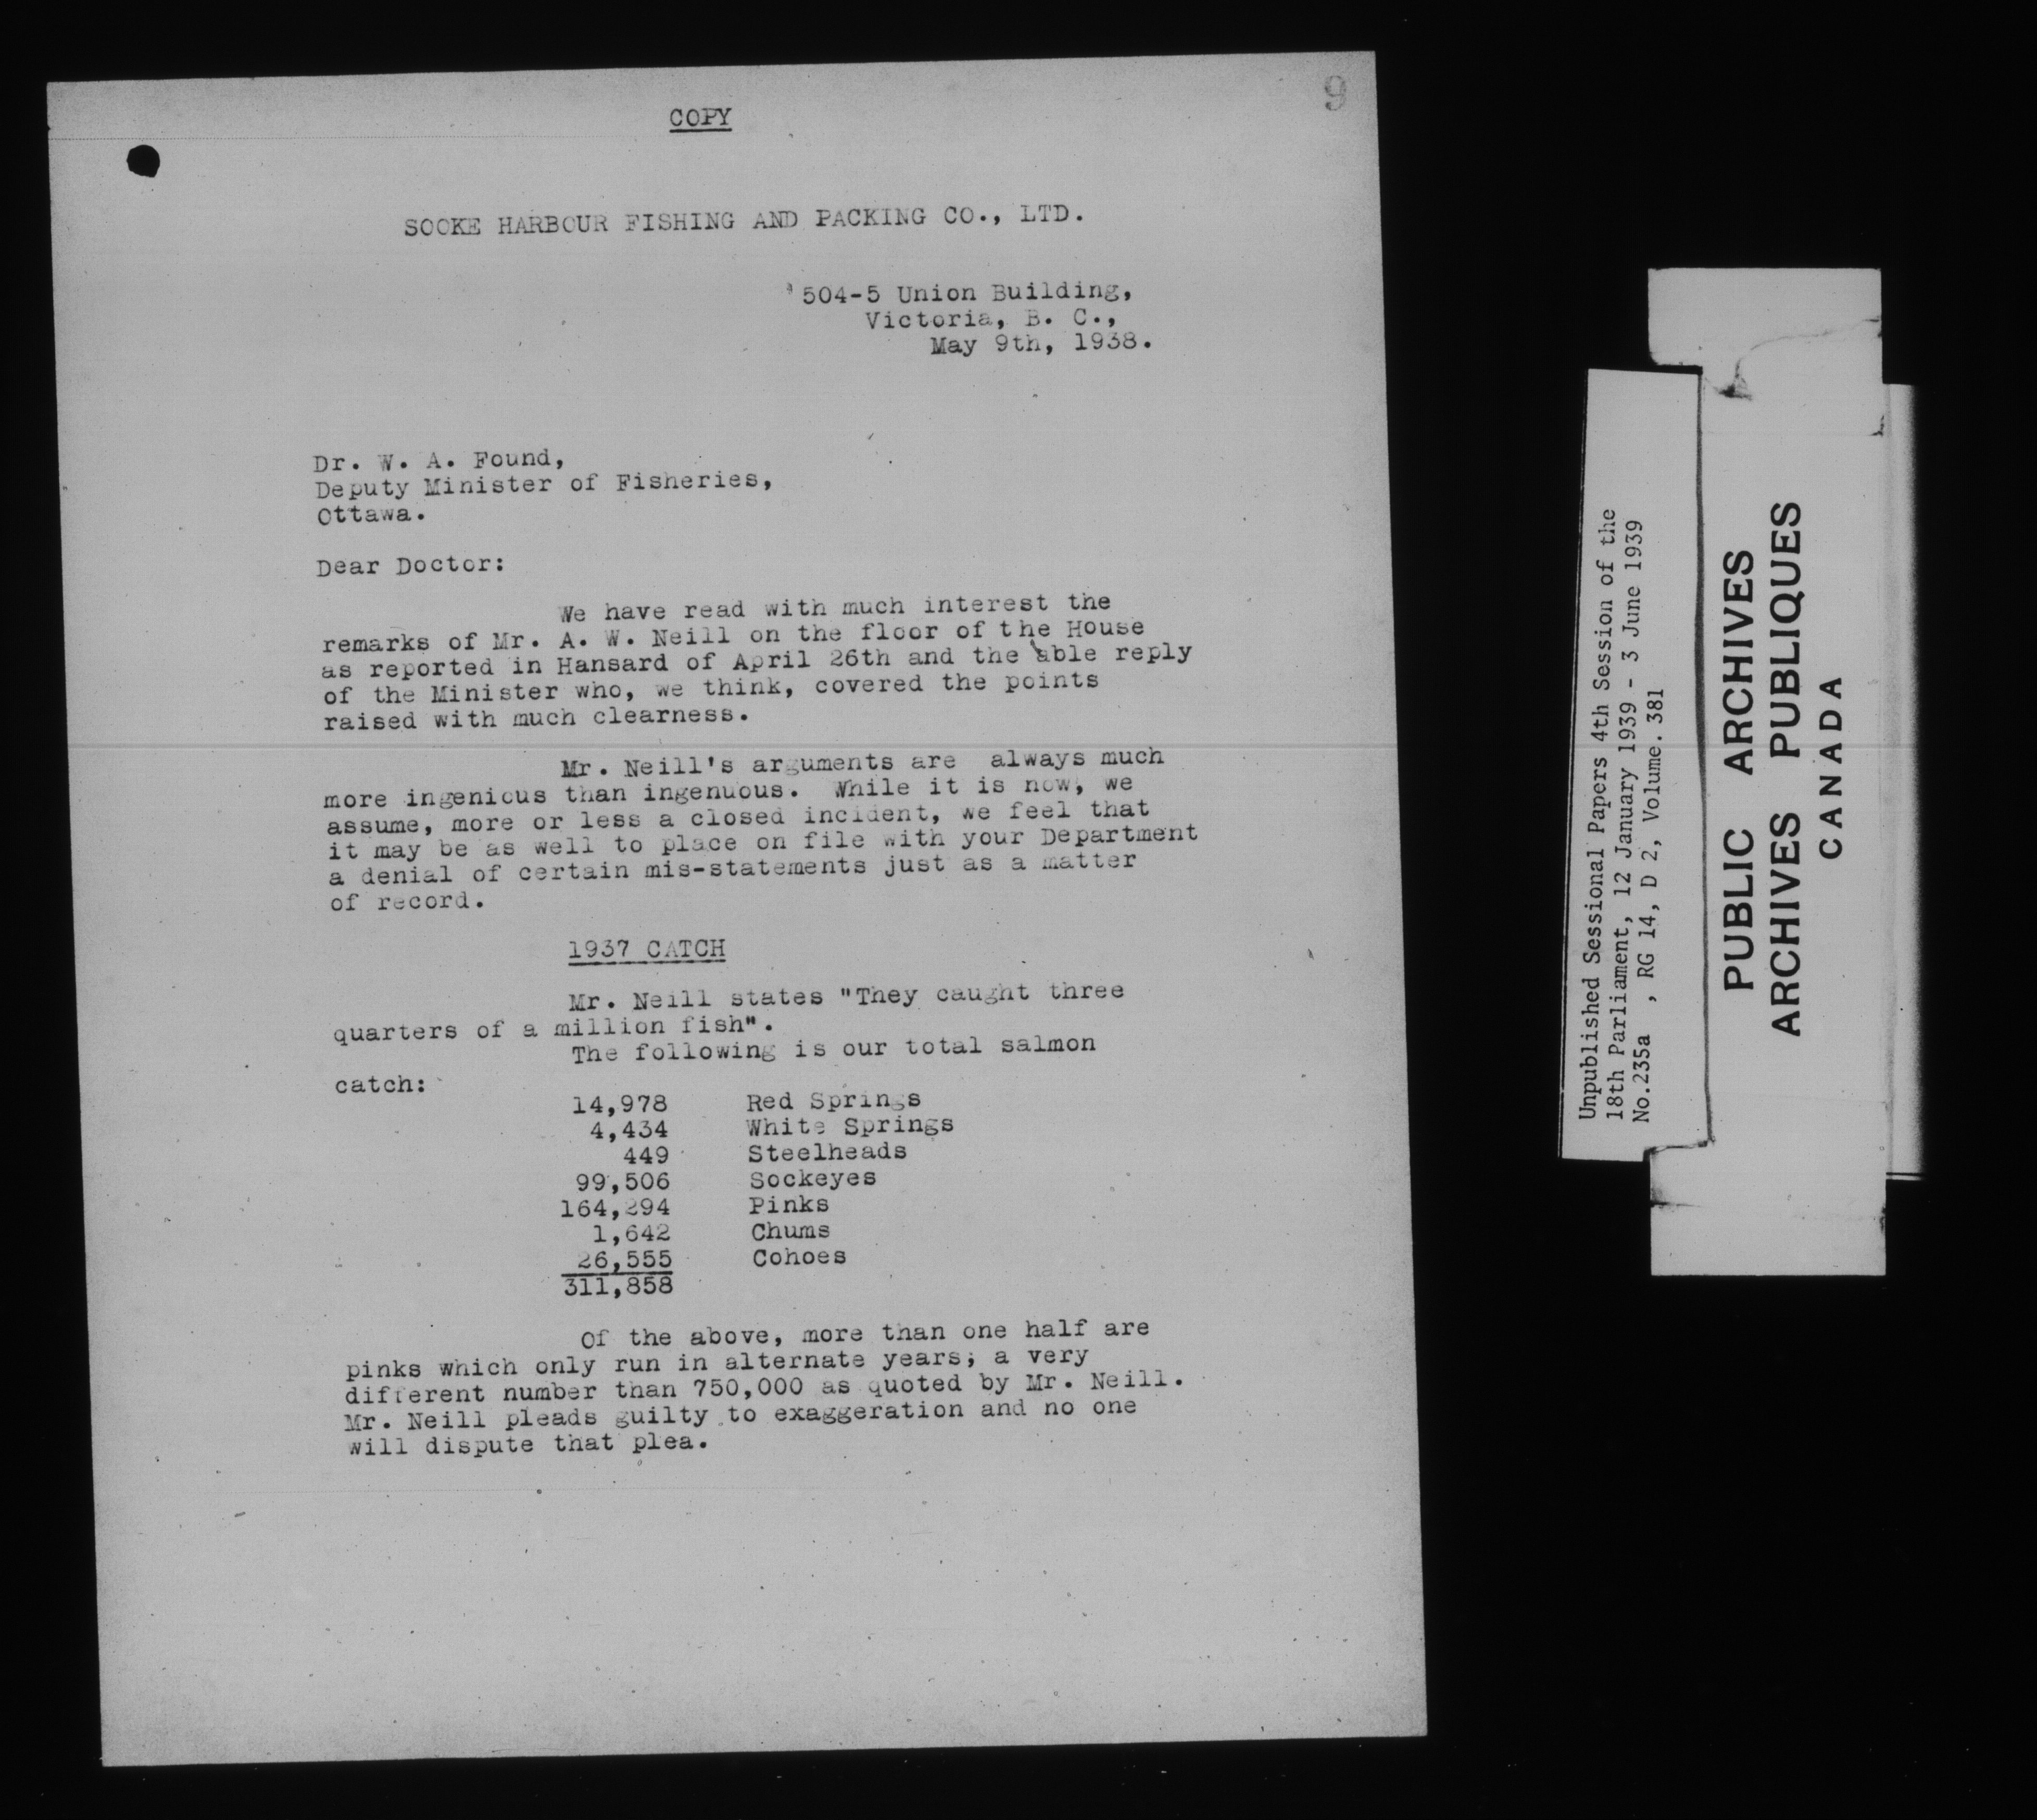 9
COPY
SOOKE HARBOUR FISHING AND PACKING CO., LTD.
504-5 Union Building,
Victoria, B. C.,
May 9th, 1938.
Dr. W. A. Found,
Deputy Minister of Fisheries,
Ottawa.
Dear Doctor:
We have read with much interest the
remarks of Mr. A. W. Neill on the floor of the House
as reported in Hansard of April 26th and the able reply
of the Minister who, we think, covered the points
raised with much clearness.
Mr. Neill's arguments are always much
more ingenious than ingenuous. While it is now, we
assume, more or less a closed incident, we feel that
it may be as well to place on file with your Department
a denial of certain mis-statements just as a matter
of record.
1937 CATCH
Mr. Neill states "They caught three
quarters of a million fish".
The following is our total salmon
catch:
14,978 Red Springs
4,434 White Springs
449 Steelheads
99,506 Sockeyes
164,294 Pinks
1,642 Chums
26,555 Cohoes
311,858
Of the above, more than one half are
pinks which only run in alternate years; a very
different number than 750,000 as quoted by Mr. Neill.
Mr. Neill pleads guilty to exaggeration and no one
will dispute that plea.
Unpublished Sessional Papers 4th Session of the
18th Parliament, 12 January 1939 - 3 June 1939
No.235a , RG 14, D 2, Volume. 381
PUBLIC ARCHIVES
ARCHIVES PUBLIQUES
CANADA